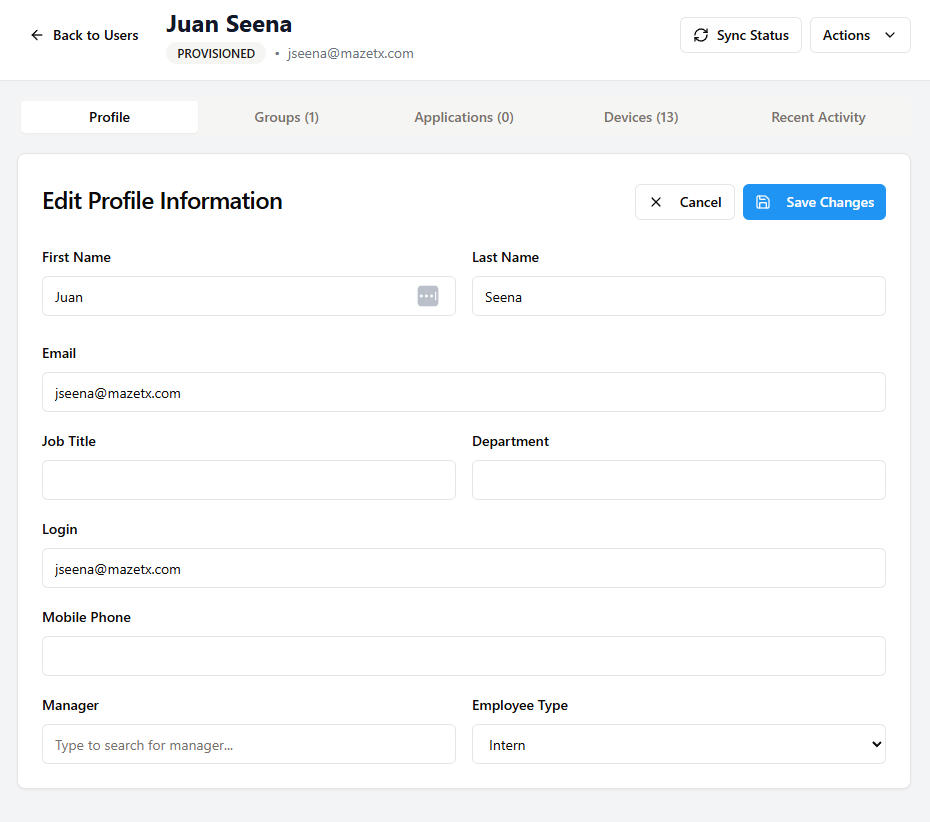 Back to Users
Juan Seena
PROVISIONED • jseena@mazetx.com
Sync Status
Actions
Profile
Groups (1)
Applications (0)
Devices (13)
Recent Activity
Edit Profile Information
Cancel
Save Changes
First Name
Last Name
Juan
Seena
Email
jseena@mazetx.com
Job Title
Department
Login
jseena@mazetx.com
Mobile Phone
Manager
Employee Type
Type to search for manager...
Intern